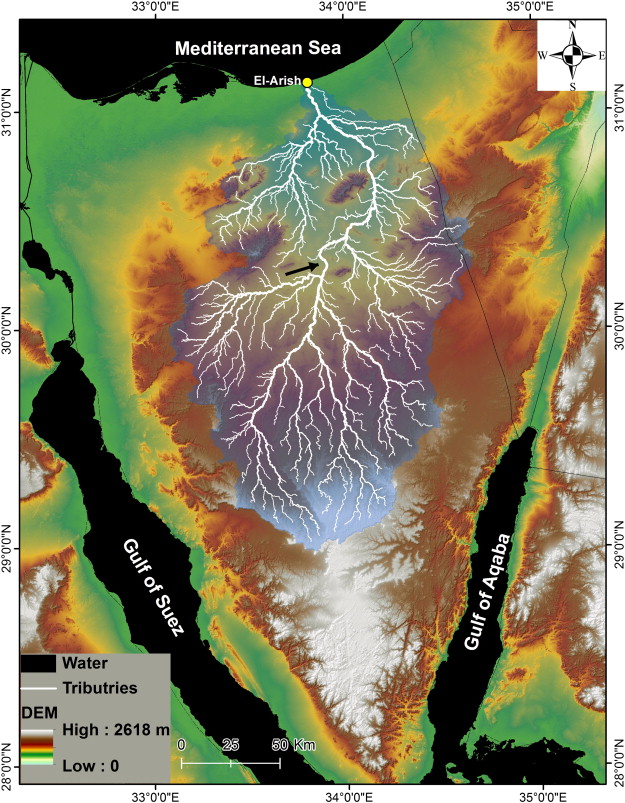 33°0'0"E 34°0'0"E 35°0'0"E
N
W E
S
Mediterranean Sea
El-Arish
31°0'0"N 31°0'0"N
30°0'0"N 30°0'0"N
29°0'0"N 29°0'0"N
Gulf of Suez
Gulf of Aqaba
Water
Tributries
DEM
High : 2618 m
Low : 0
0 25 50 Km
28°0'0"N 28°0'0"N
33°0'0"E 34°0'0"E 35°0'0"E